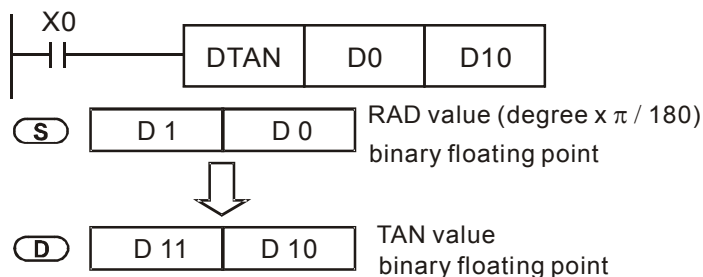 X0
DTAN D0 D10
S D 1 D 0 RAD value (degree x π / 180)
binary floating point
D D 11 D 10 TAN value
binary floating point